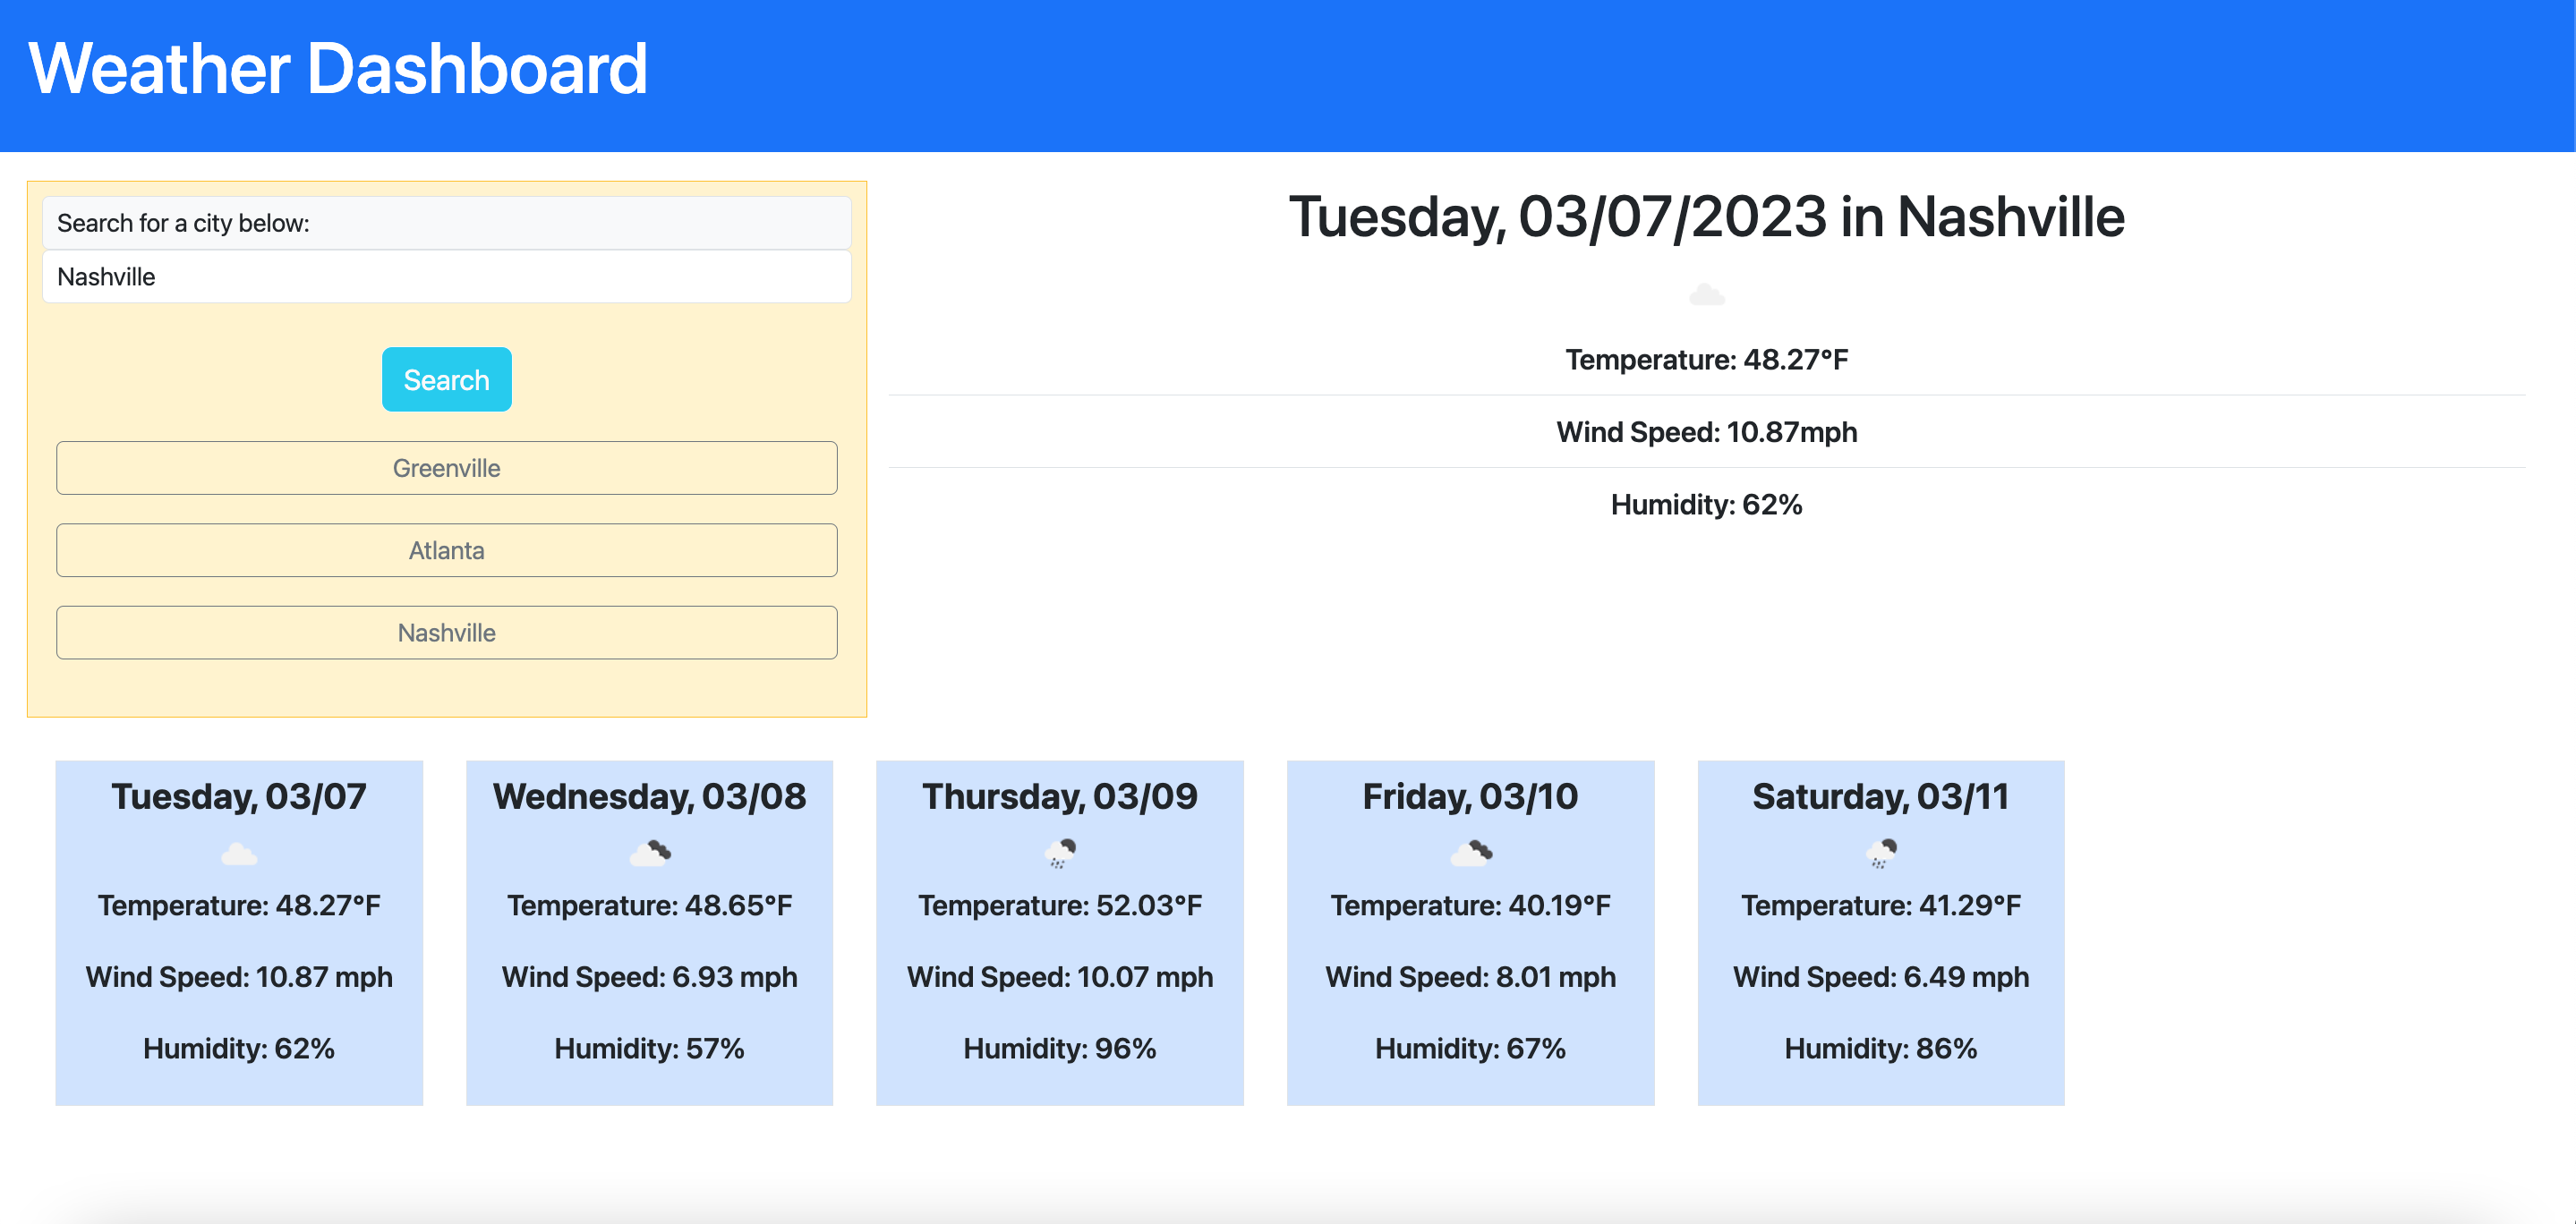 Weather Dashboard
Search for a city below:
Nashville
Search
Greenville
Atlanta
Nashville
Tuesday, 03/07/2023 in Nashville
Temperature: 48.27°F
Wind Speed: 10.87mph
Humidity: 62%
Tuesday, 03/07
Temperature: 48.27°F
Wind Speed: 10.87 mph
Humidity: 62%
Wednesday, 03/08
Temperature: 48.65°F
Wind Speed: 6.93 mph
Humidity: 57%
Thursday, 03/09
Temperature: 52.03°F
Wind Speed: 10.07 mph
Humidity: 96%
Friday, 03/10
Temperature: 40.19°F
Wind Speed: 8.01 mph
Humidity: 67%
Saturday, 03/11
Temperature: 41.29°F
Wind Speed: 6.49 mph
Humidity: 86%